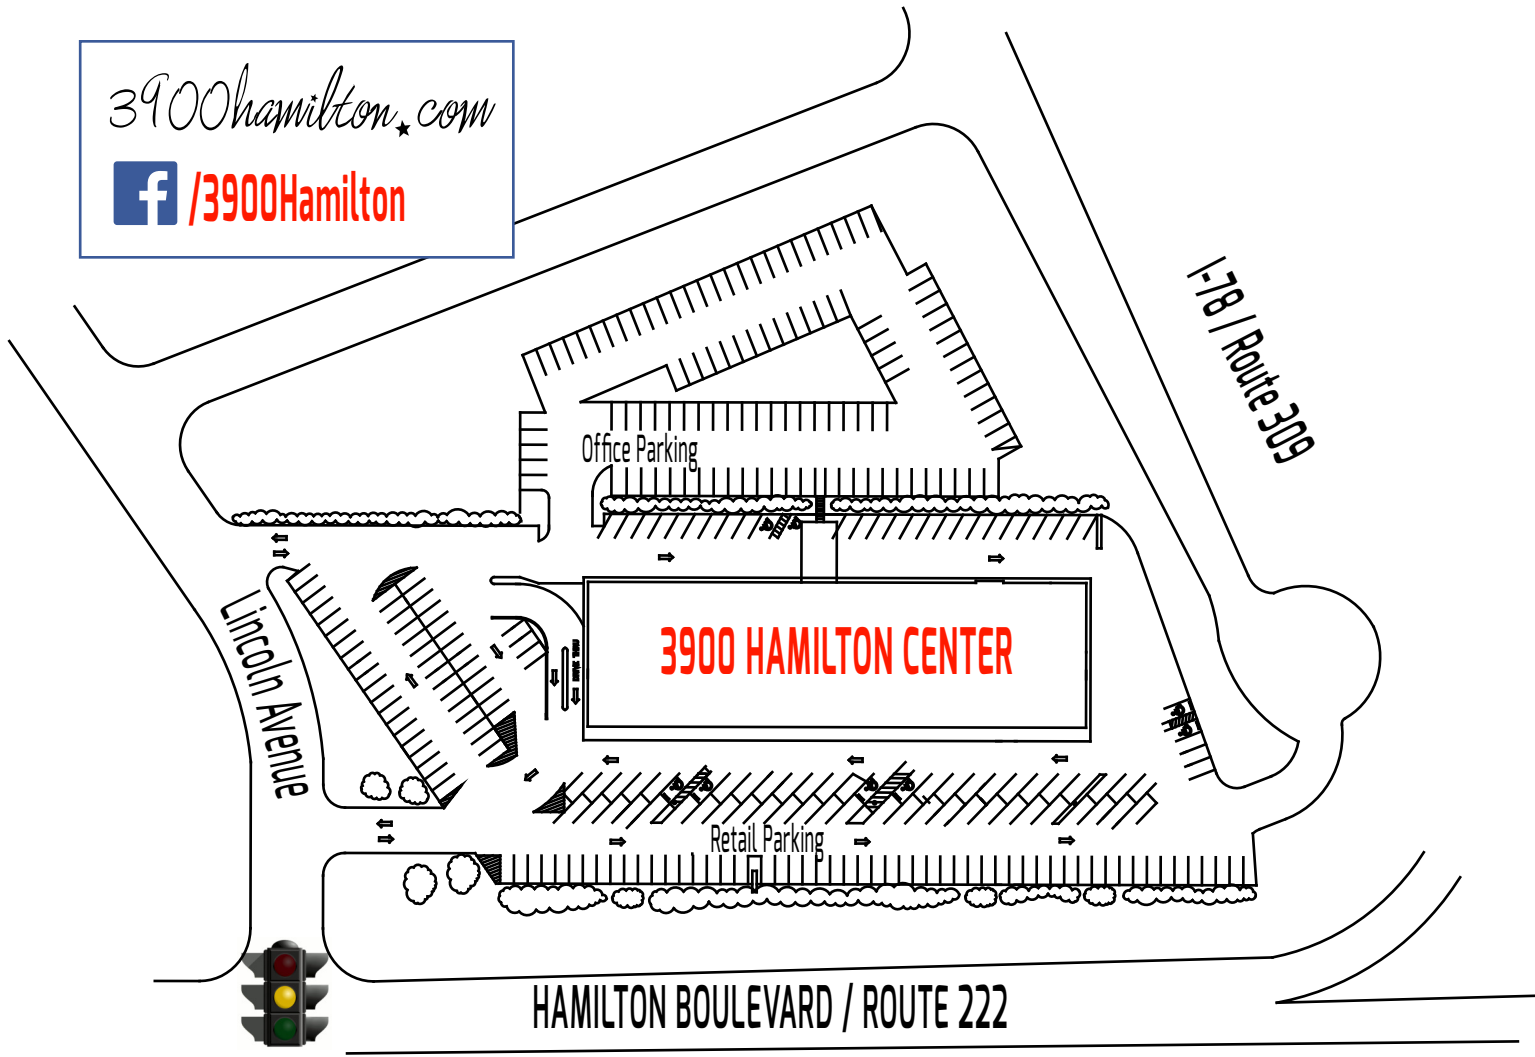 3900hamilton.com
f /3900Hamilton
I-78 / Route 309
Office Parking
Lincoln Avenue
3900 HAMILTON CENTER
Retail Parking
HAMILTON BOULEVARD / ROUTE 222